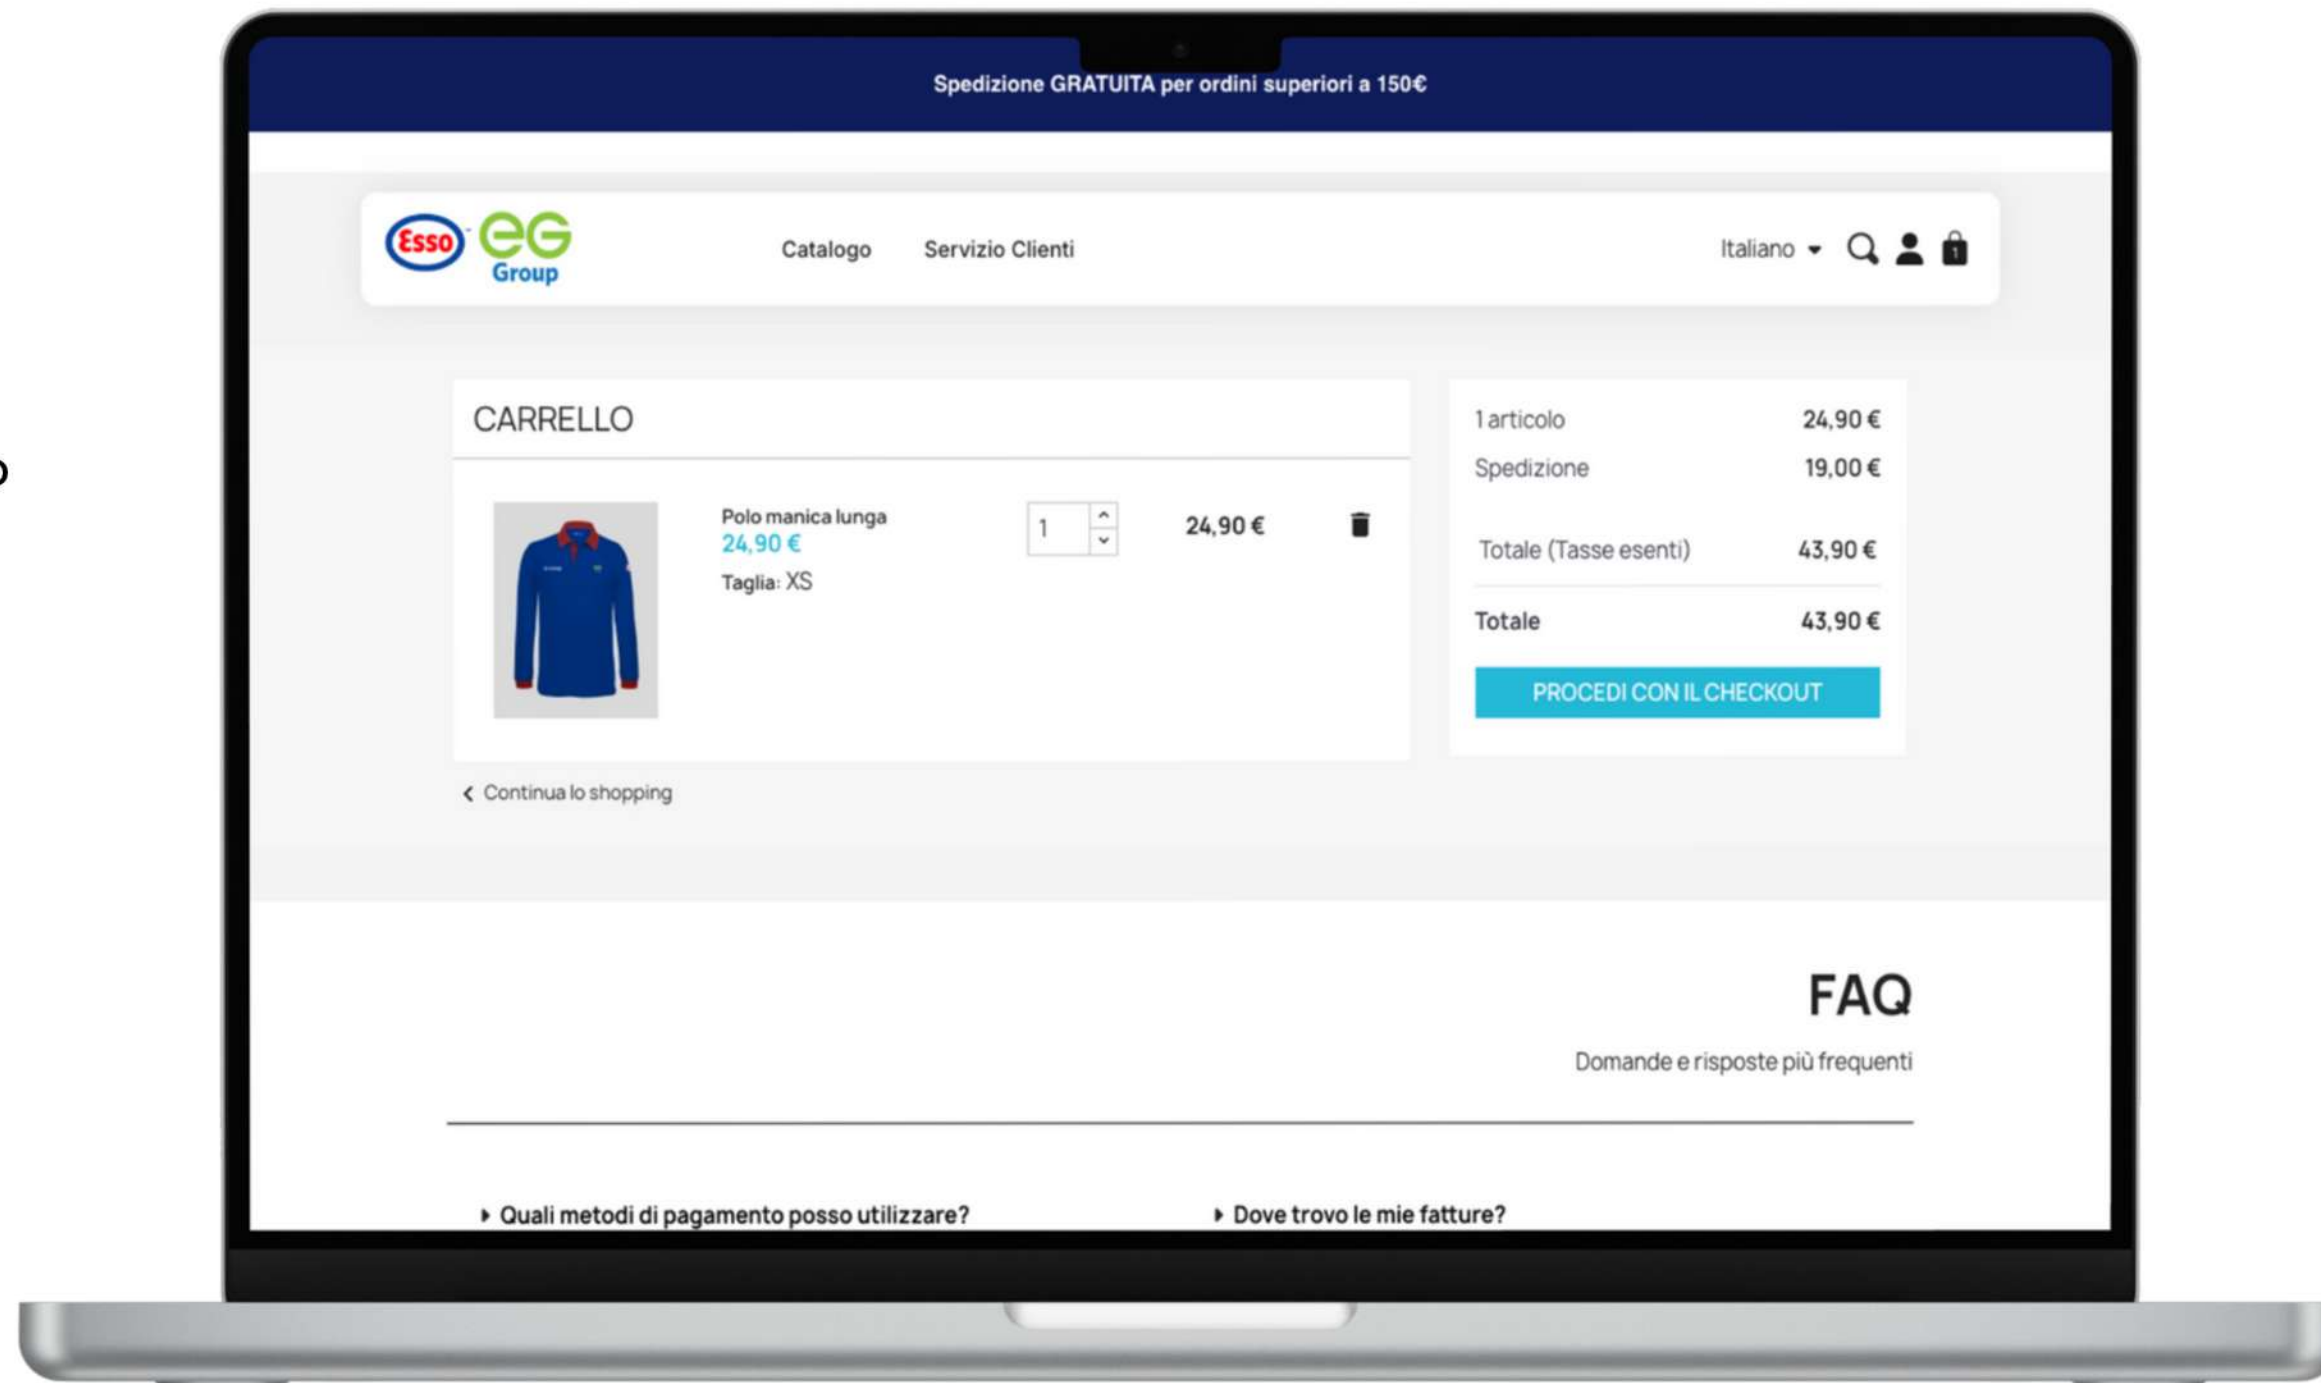 Spedizione GRATUITA per ordini superiori a 150€
Esso eG Group
Catalogo Servizio Clienti Italiano 1
CARRELLO
Polo manica lunga
24,90 €
Taglia: XS
1 24,90 €
1 articolo 24,90 €
Spedizione 19,00 €
Totale (Tasse esenti) 43,90 €
Totale 43,90 €
PROCEDI CON IL CHECKOUT
Continua lo shopping
FAQ
Domande e risposte più frequenti
Quali metodi di pagamento posso utilizzare? Dove trovo le mie fatture?